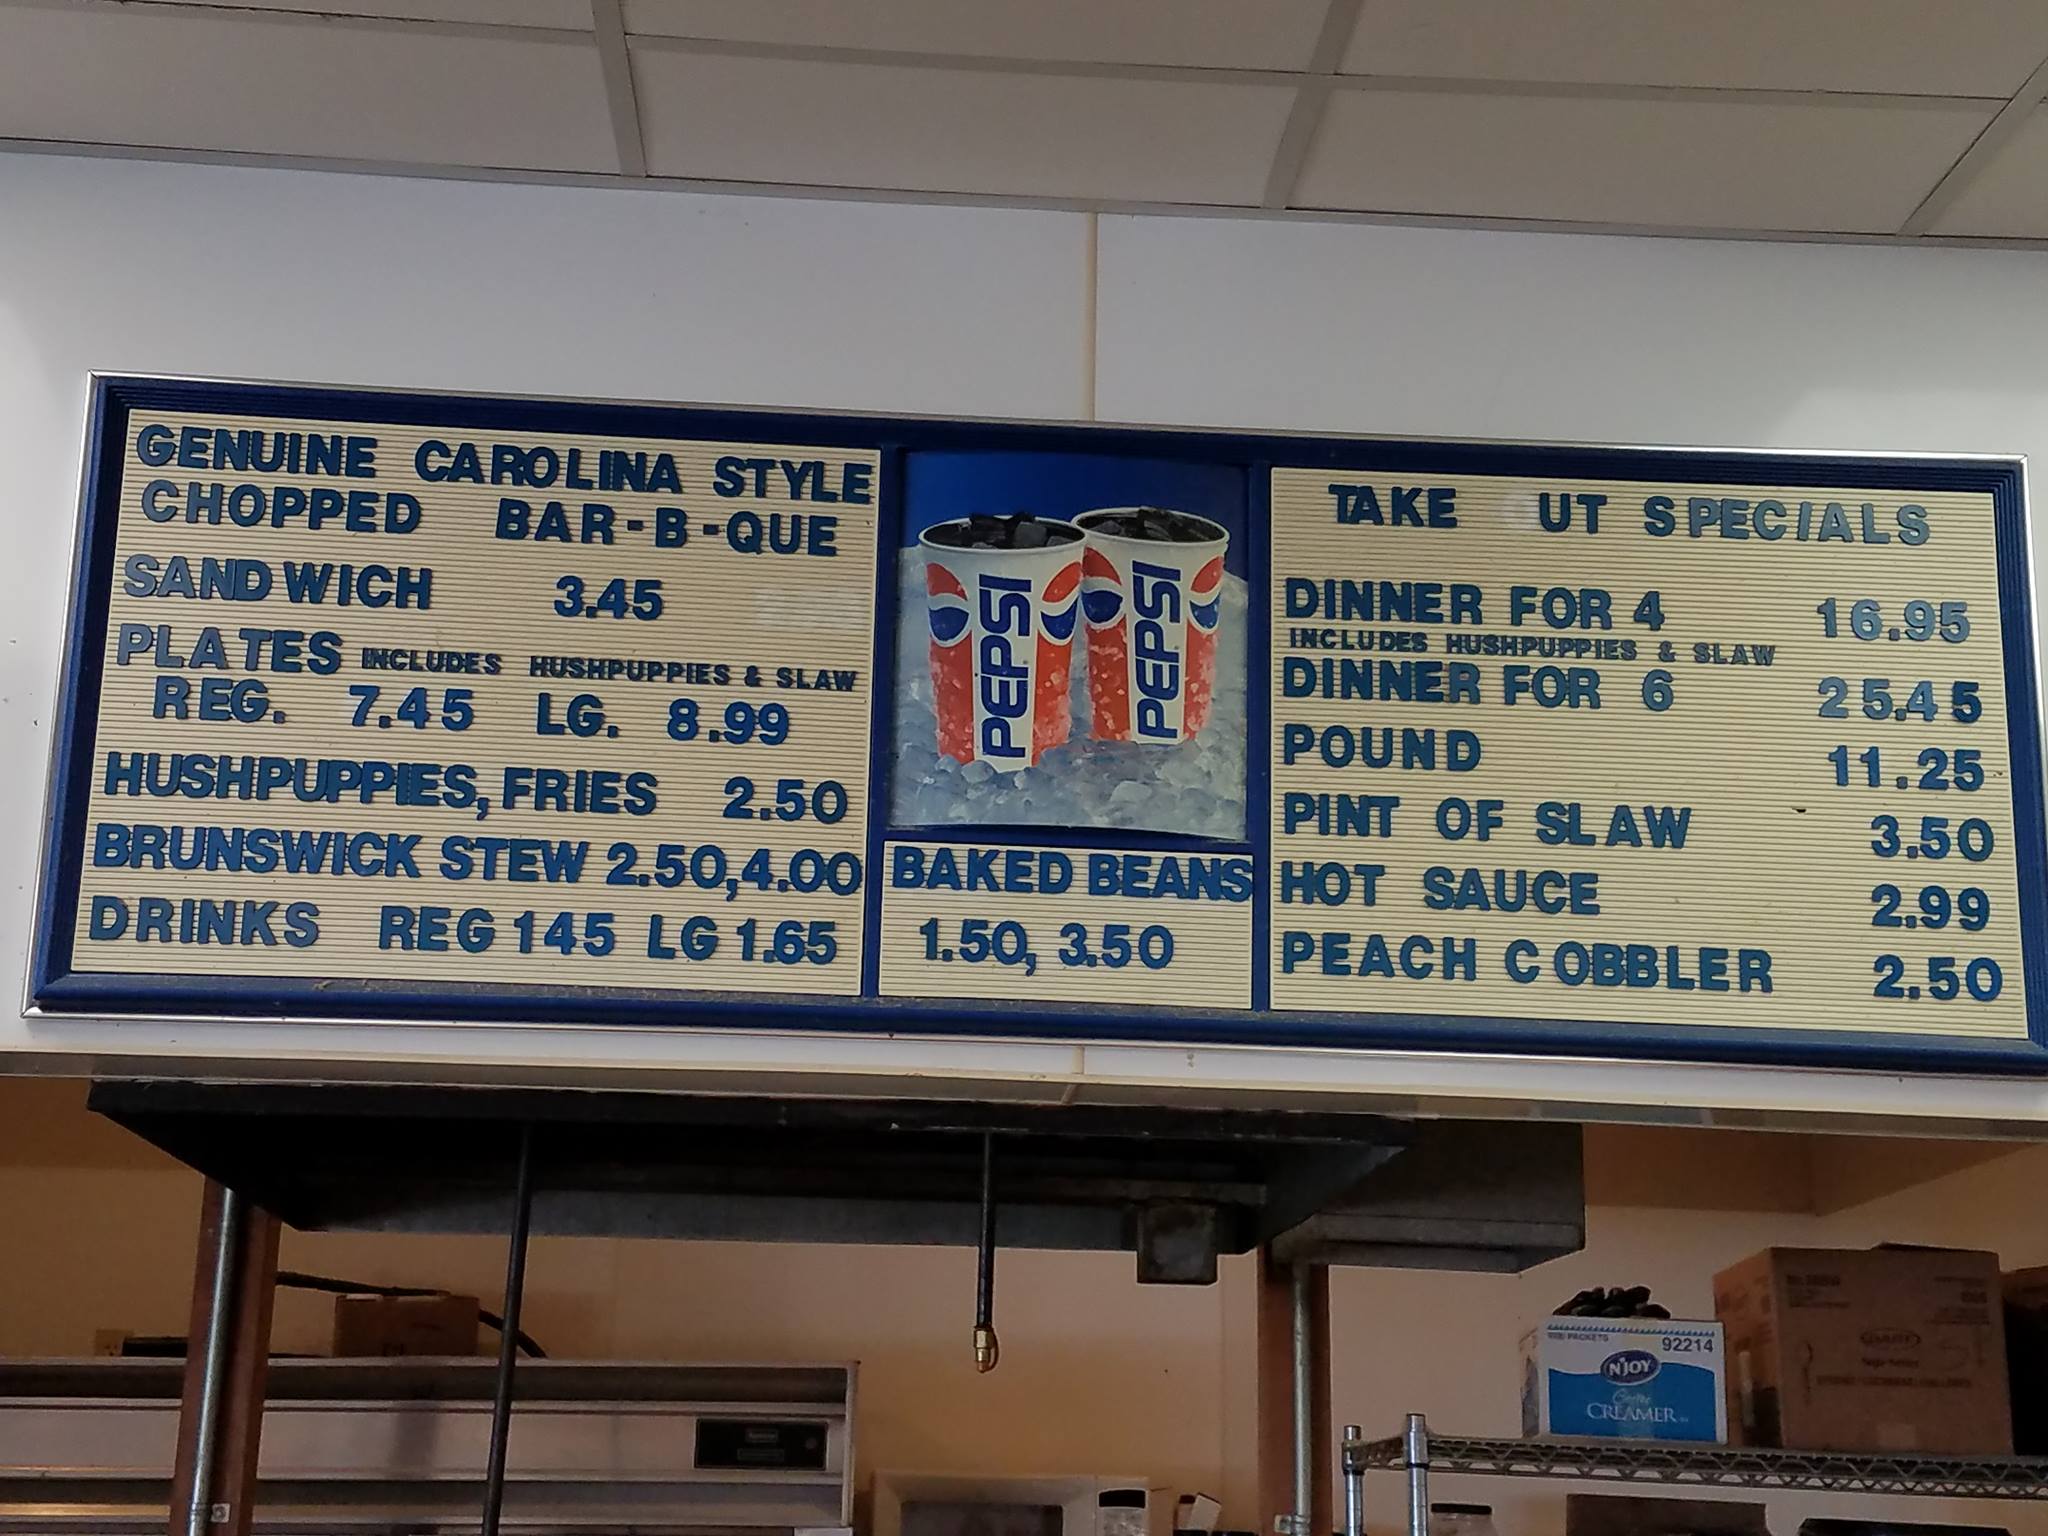 GENUINE CAROLINA STYLE
CHOPPED BAR-B-QUE
SANDWICH 3.45
PLATES INCLUDES HUSHPUPPIES & SLAW
REG. 7.45 LG. 8.99
HUSHPUPPIES, FRIES 2.50
BRUNSWICK STEW 2.50,4.00
DRINKS REG 145 LG 1.65
PEPSI
PEPSI
BAKED BEANS
1.50, 3.50
TAKE UT SPECIALS
DINNER FOR 4 16.95
INCLUDES HUSHPUPPIES & SLAW
DINNER FOR 6 25.45
POUND 11.25
PINT OF SLAW 3.50
HOT SAUCE 2.99
PEACH COBBLER 2.50
PACKETS 92214
N'JOY
Coffee
CREAMER